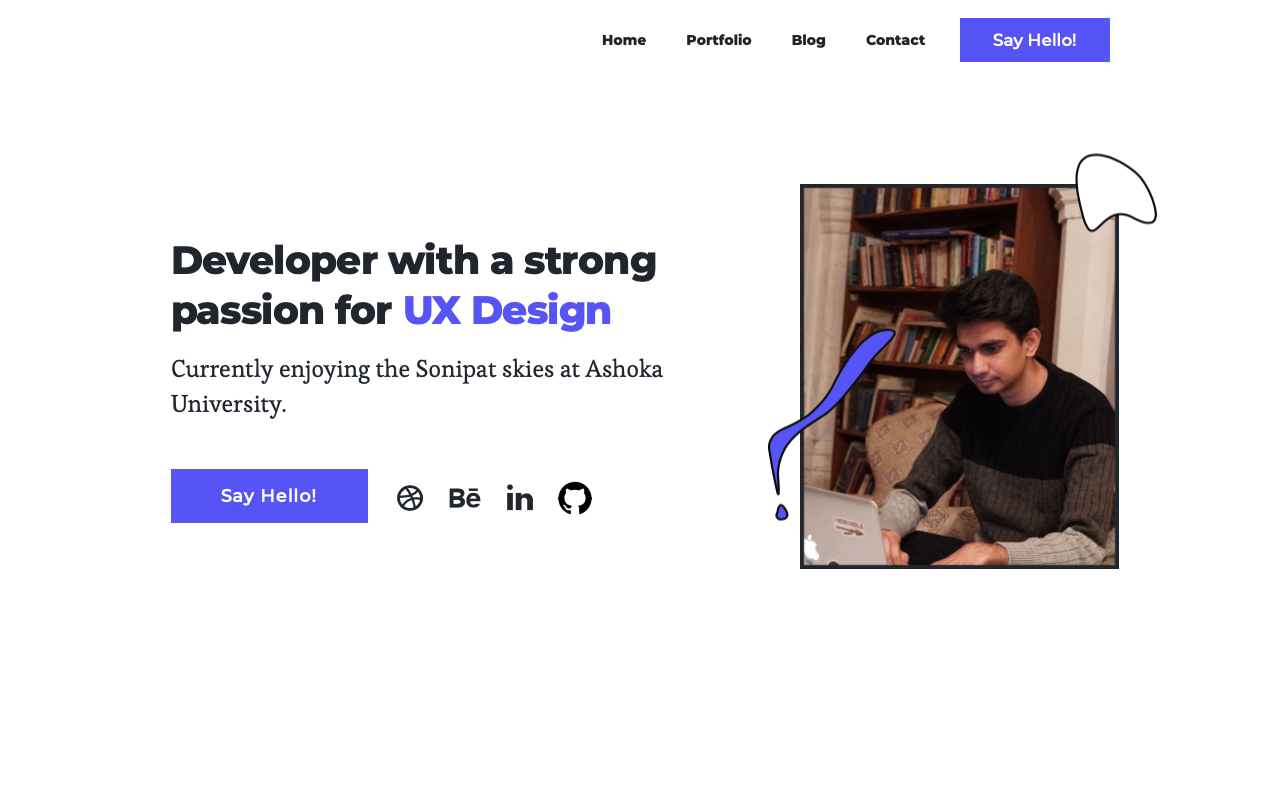 Home Portfolio Blog Contact Say Hello!
Developer with a strong
passion for UX Design
Currently enjoying the Sonipat skies at Ashoka
University.
Say Hello! Bē in